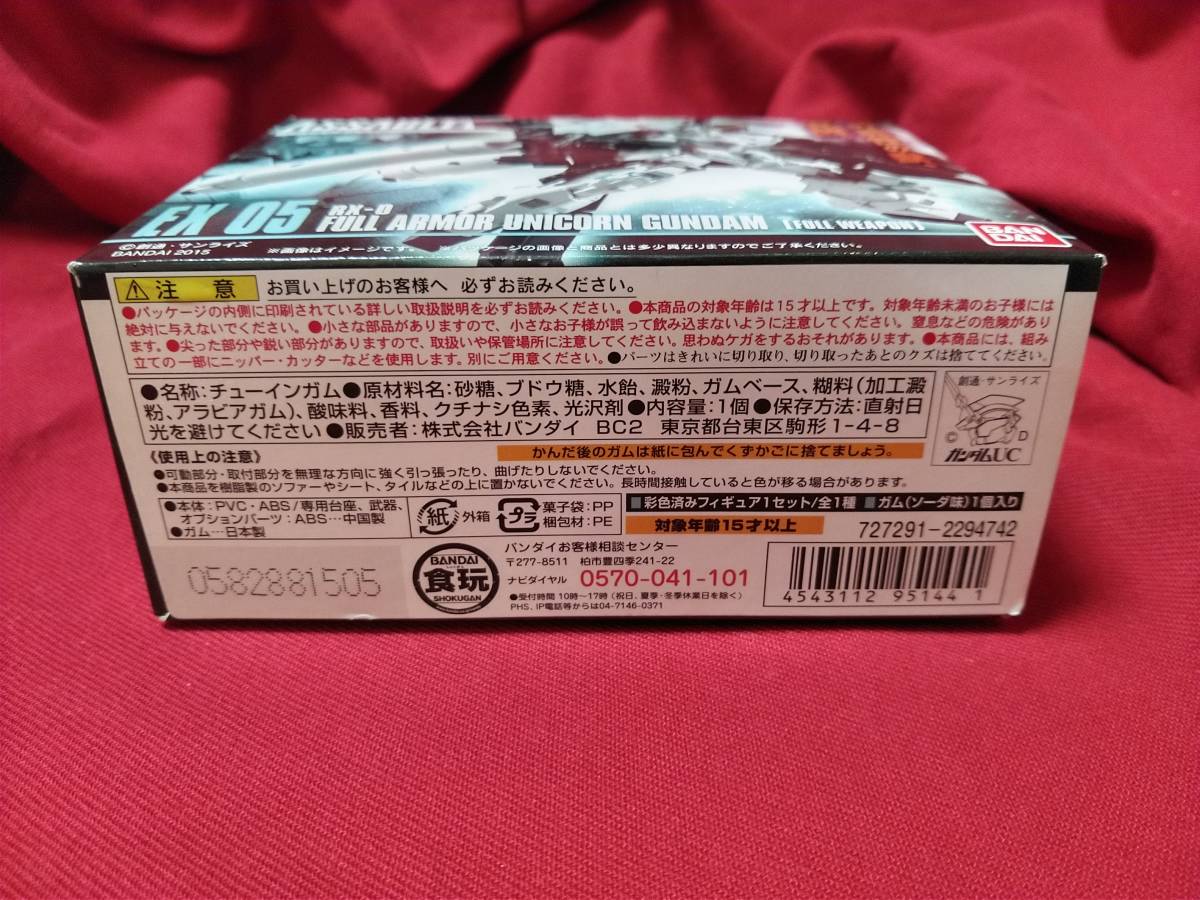 EX 05 RX-0
FULL ARMOR UNICORN GUNDAM [FULL WEAPON]
BAN
DAI
©創通・サンライズ
BANDAI 2015
※画像はイメージです。 ※パッケージの画像と商品とは多少異なりますのでご了承ください。
注 意 お買い上げのお客様へ 必ずお読みください。
●パッケージの内側に印刷されている詳しい取扱説明を必ずお読みください。●本商品の対象年齢は15才以上です。対象年齢未満のお子様には
絶対に与えないでください。●小さな部品がありますので、小さなお子様が誤って飲み込まないように注意してください。窒息などの危険があり
ます。●尖った部分や鋭い部分がありますので、取扱いや保管場所に注意してください。思わぬケガをするおそれがあります。●本商品には、組み
立ての一部にニッパー・カッターなどを使用します。別にご用意ください。●パーツはきれいに切り取り、切り取ったあとのクズは捨ててください。
●名称:チューインガム●原材料名:砂糖、ブドウ糖、水飴、澱粉、ガムベース、糊料(加工澱
粉、アラビアガム)、酸味料、香料、クチナシ色素、光沢剤●内容量:1個●保存方法:直射日
光を避けてください●販売者:株式会社バンダイ BC2 東京都台東区駒形1-4-8
創通・サンライズ
© D
ガンダムUC
《使用上の注意》 かんだ後のガムは紙に包んでくずかごに捨てましょう。
●可動部分・取付部分を無理な方向に強く引っ張ったり、曲げたりしないでください。
●本商品を樹脂製のソファーやシート、タイルなどの上に置かないでください。長時間接触していると色が移る場合があります。
●本体:PVC・ABS/専用台座、武器、
オプションパーツ:ABS…中国製
●ガム…日本製
紙 外箱
プラ 菓子袋:PP
梱包材:PE
■彩色済みフィギュア1セット/全1種 ■ガム(ソーダ味)1個入り
対象年齢15才以上
727291-2294742
0582881505
BANDAI
食玩
SHOKUGAN
バンダイお客様相談センター
〒277-8511 柏市豊四季241-22
ナビダイヤル 0570-041-101
●受付時間 10時〜17時(祝日、夏季・冬季休業日を除く)
PHS、IP電話等からは04-7146-0371
4543112 951441